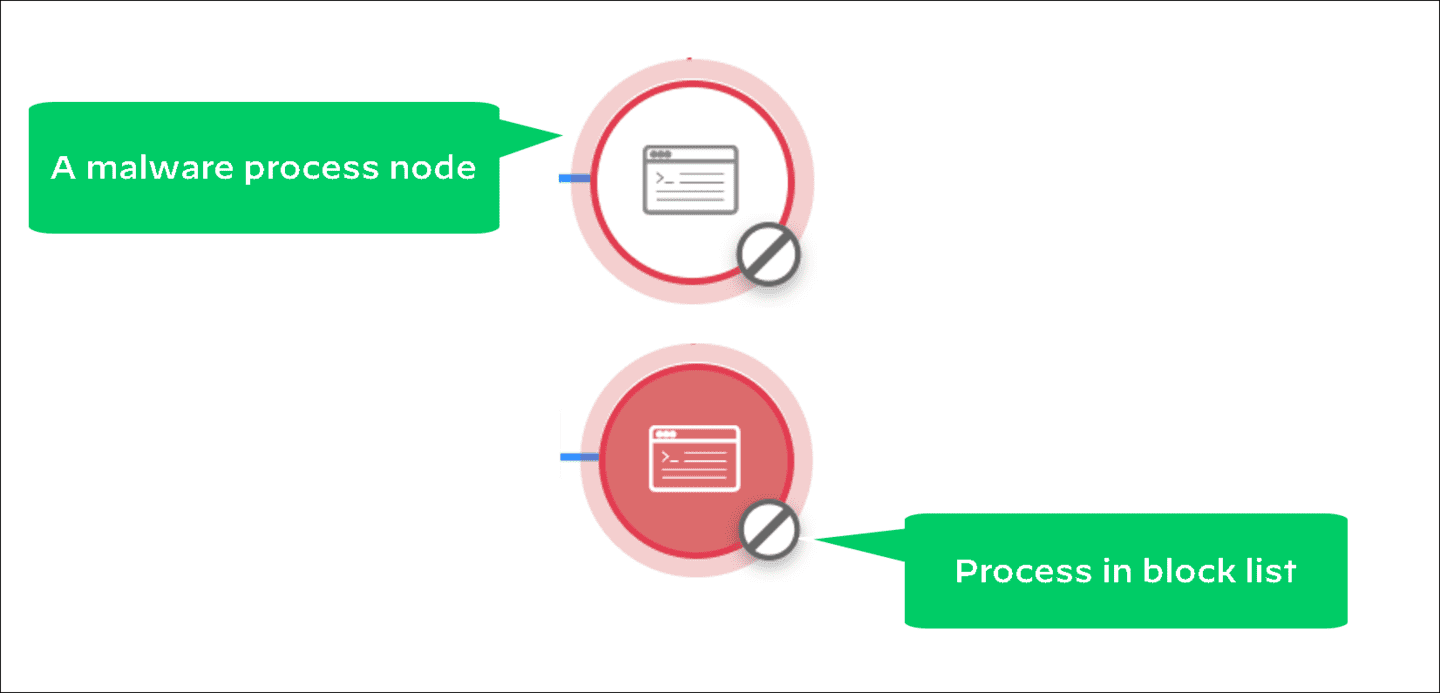 A malware process node
Process in block list